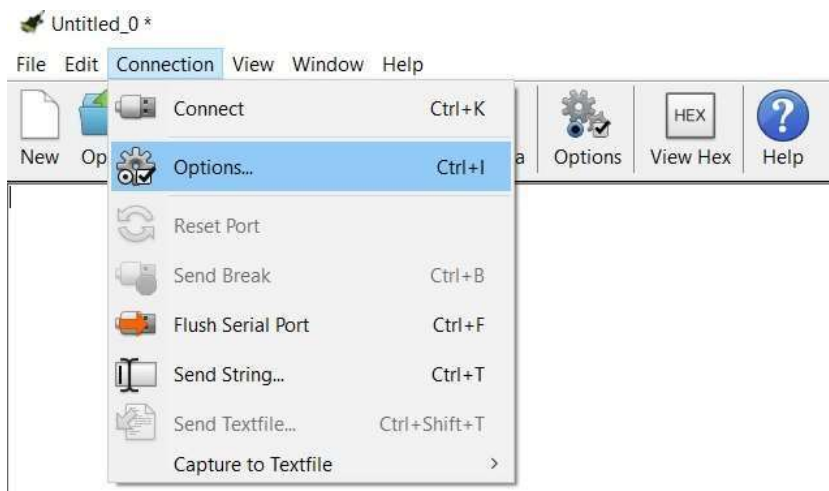 Untitled_0 *
File Edit Connection View Window Help
Connect Ctrl+K
HEX
New Op a Options View Hex Help
Options... Ctrl+I
Reset Port
Send Break Ctrl+B
Flush Serial Port Ctrl+F
Send String... Ctrl+T
Send Textfile... Ctrl+Shift+T
Capture to Textfile >